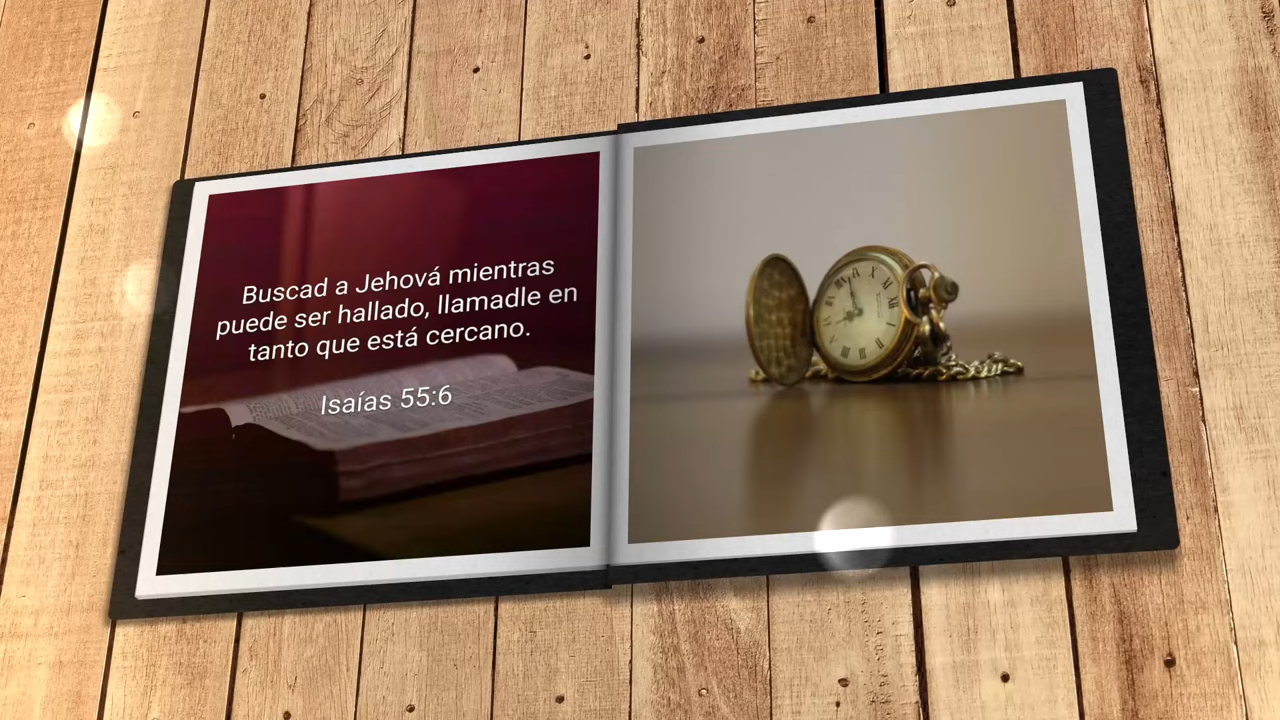 Buscad a Jehová mientras
puede ser hallado, llamadle en
tanto que está cercano.
Isaías 55:6